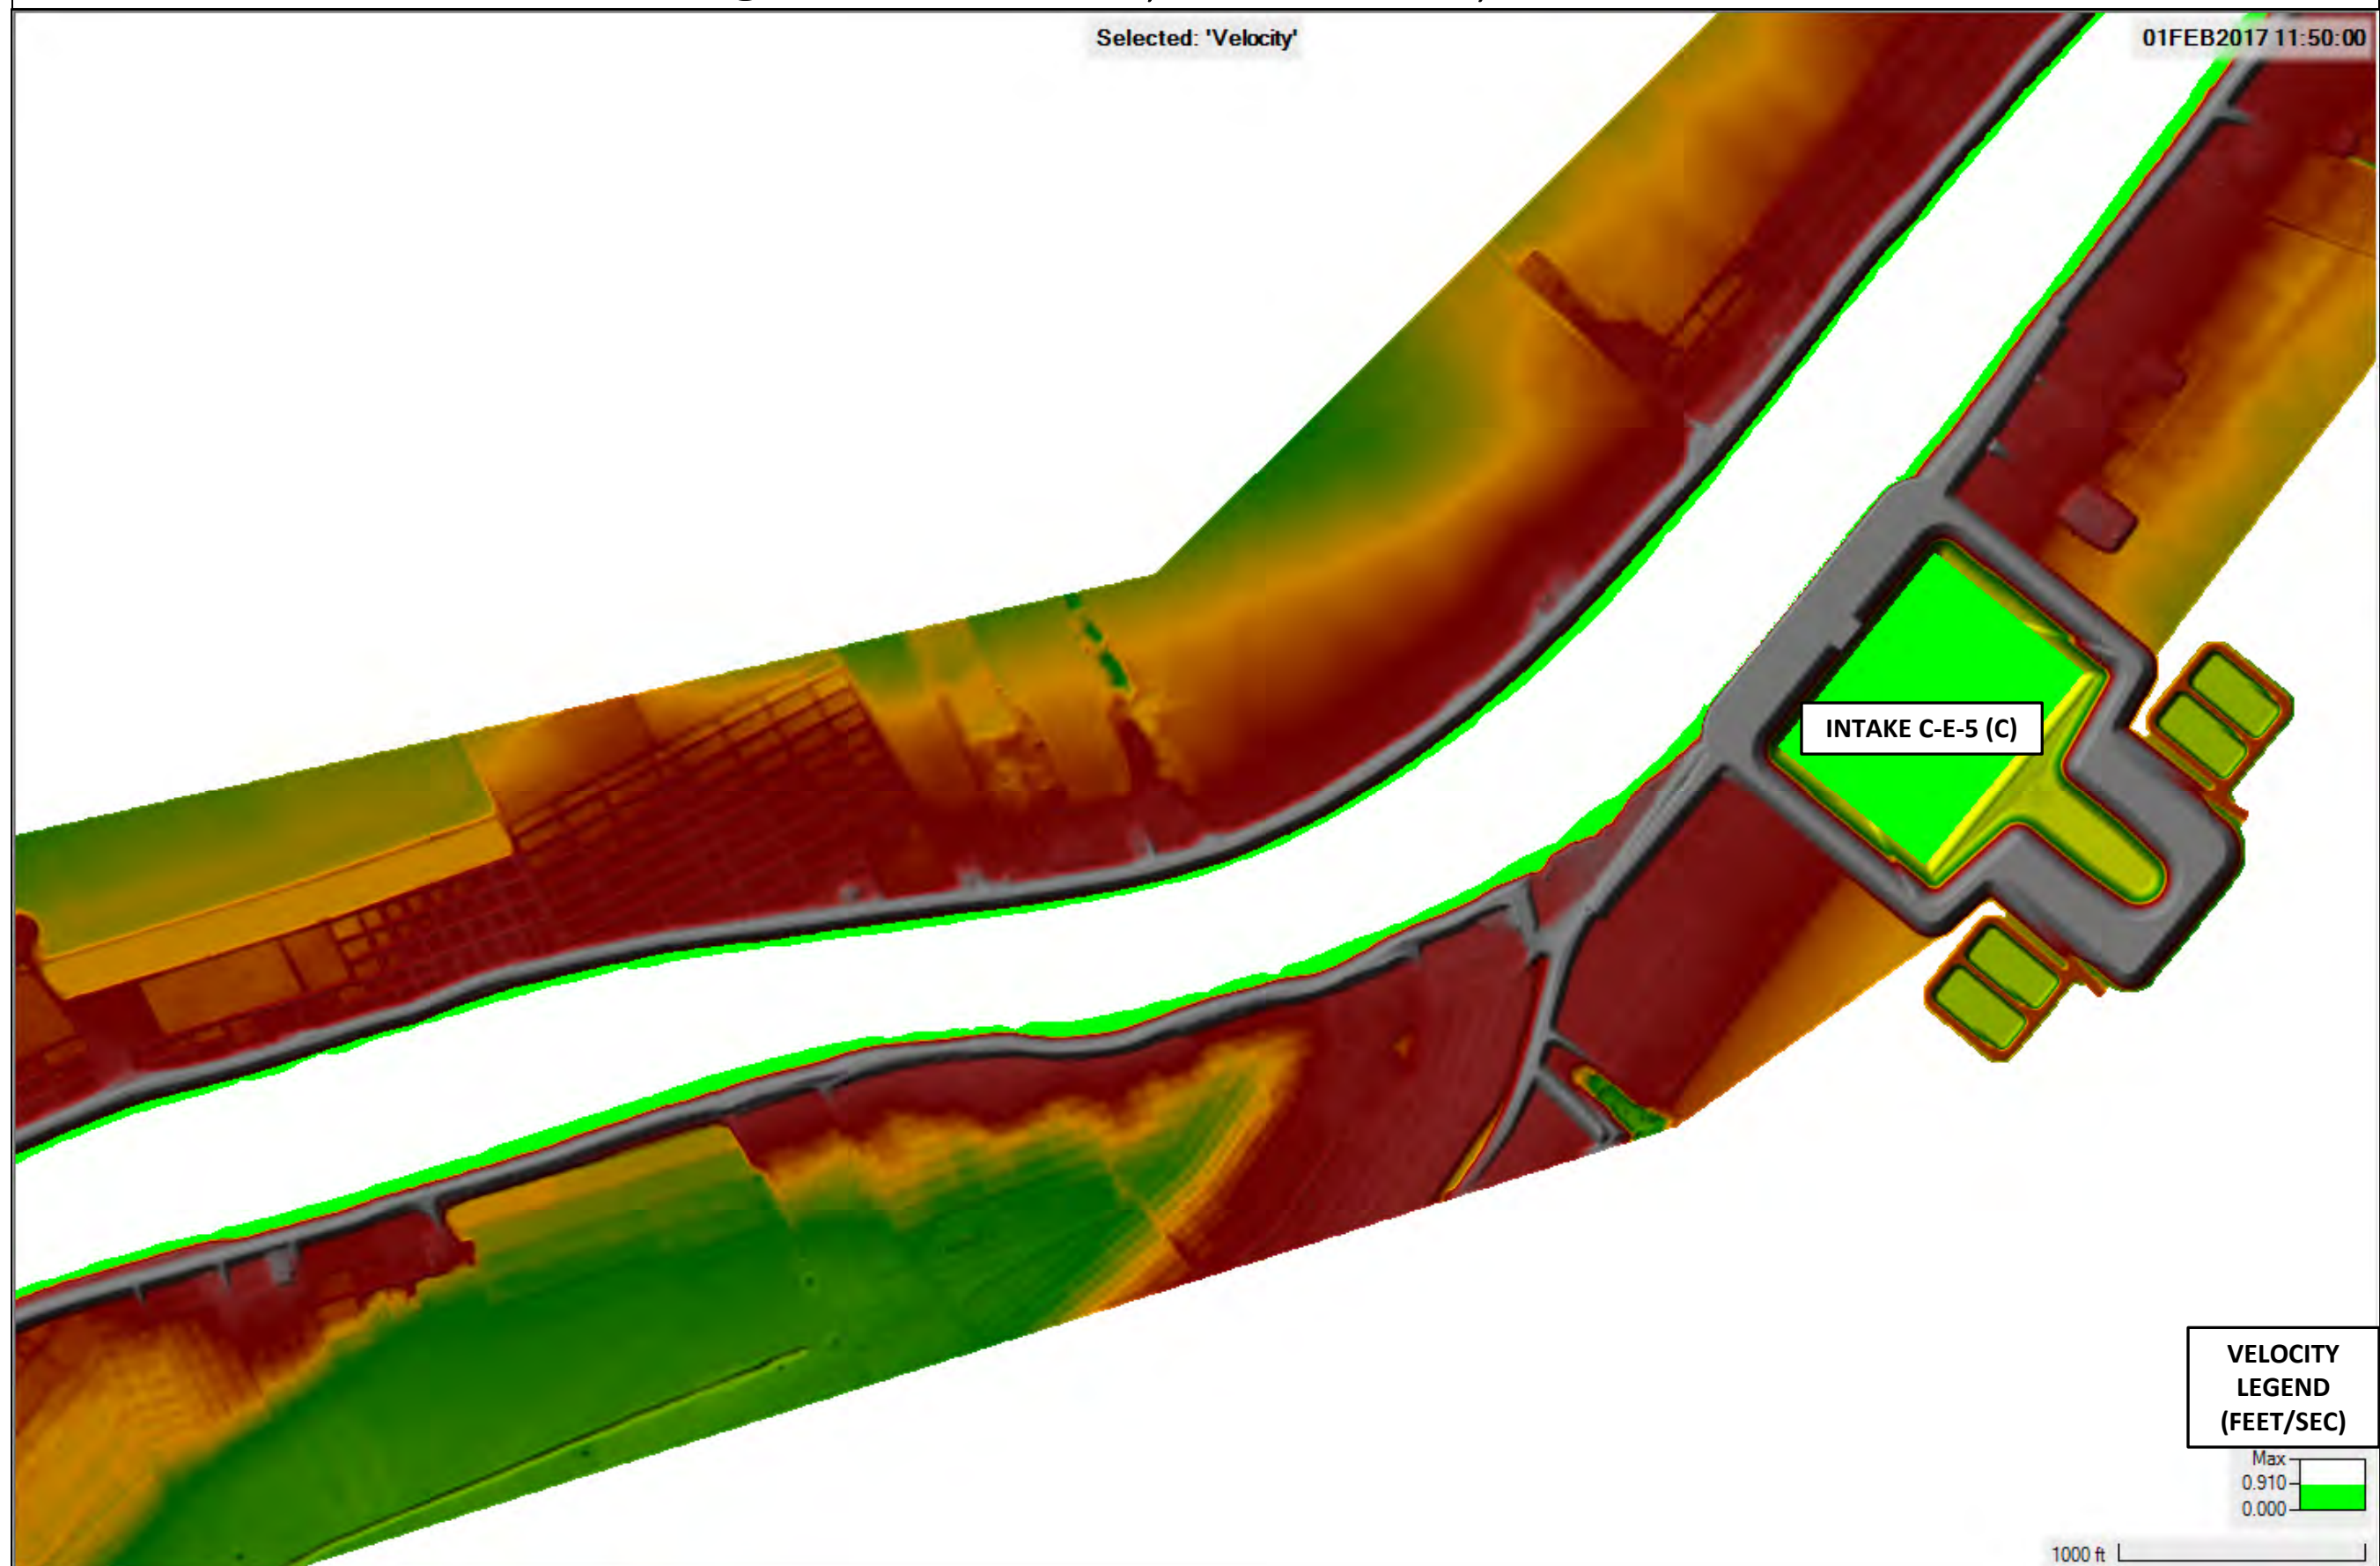 Selected: 'Velocity'
01FEB2017 11:50:00
INTAKE C-E-5 (C)
VELOCITY
LEGEND
(FEET/SEC)
Max
0.910
0.000
1000 ft